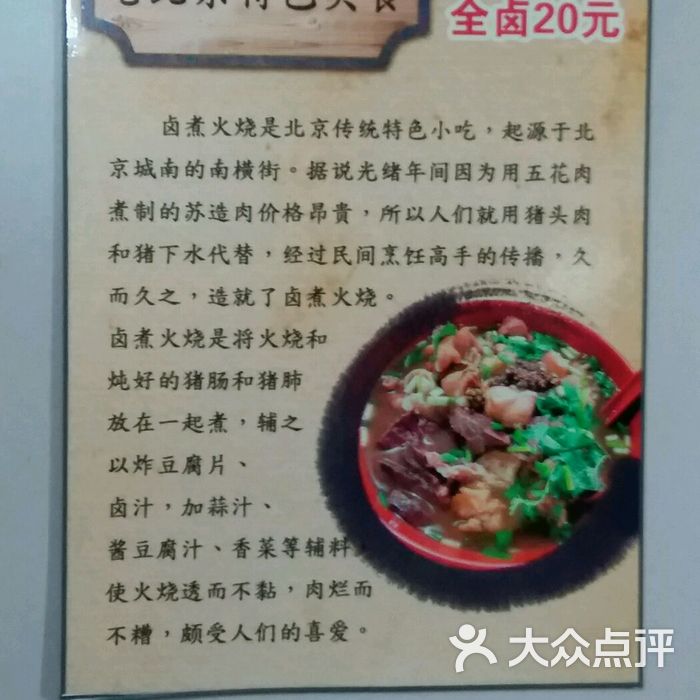 老北京特色美食
全卤20元
卤煮火烧是北京传统特色小吃，起源于北
京城南的南横街。据说光绪年间因为用五花肉
煮制的苏造肉价格昂贵，所以人们就用猪头肉
和猪下水代替，经过民间烹饪高手的传播，久
而久之，造就了卤煮火烧。
卤煮火烧是将火烧和
炖好的猪肠和猪肺
放在一起煮，辅之
以炸豆腐片、
卤汁，加蒜汁、
酱豆腐汁、香菜等辅料，
使火烧透而不黏，肉烂而
不糟，颇受人们的喜爱。
大众点评